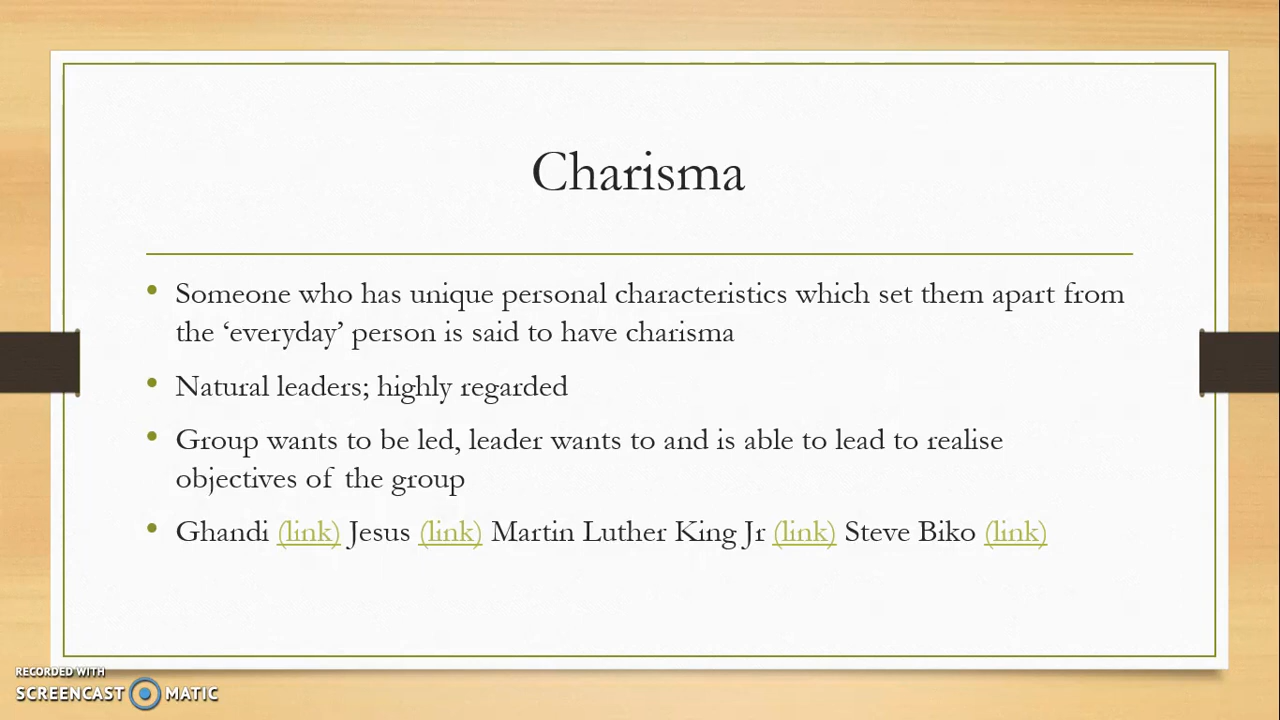 Charisma
• Someone who has unique personal characteristics which set them apart from
the ‘everyday’ person is said to have charisma
• Natural leaders; highly regarded
• Group wants to be led, leader wants to and is able to lead to realise
objectives of the group
• Ghandi (link) Jesus (link) Martin Luther King Jr (link) Steve Biko (link)
RECORDED WITH
SCREENCAST MATIC